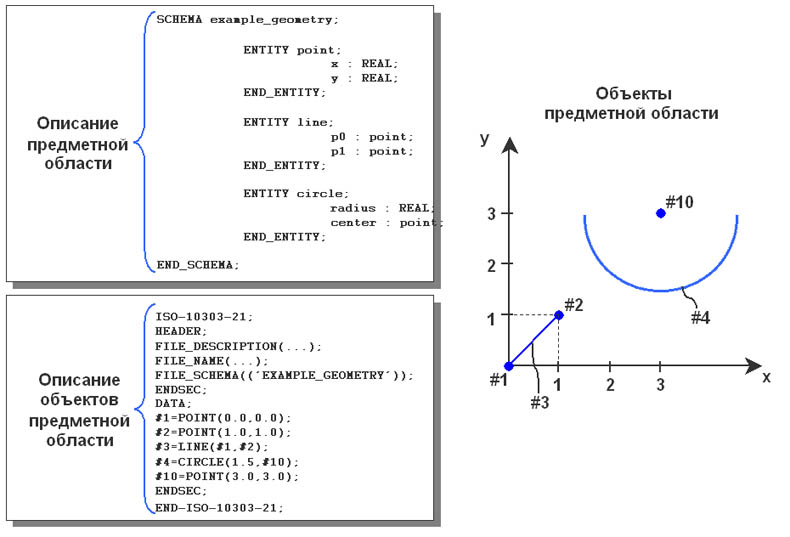 SCHEMA example_geometry;
ENTITY point;
x : REAL;
y : REAL;
END_ENTITY;
ENTITY line;
p0 : point;
p1 : point;
END_ENTITY;
ENTITY circle;
radius : REAL;
center : point;
END_ENTITY;
END_SCHEMA;
Описание
предметной
области
ISO-10303-21;
HEADER;
FILE_DESCRIPTION(...);
FILE_NAME(...);
FILE_SCHEMA((´EXAMPLE_GEOMETRY´));
ENDSEC;
DATA;
#1=POINT(0.0,0.0);
#2=POINT(1.0,1.0);
#3=LINE(#1,#2);
#4=CIRCLE(1.5,#10);
#10=POINT(3.0,3.0);
ENDSEC;
END-ISO-10303-21;
Описание
объектов
предметной
области
Объекты
предметной области
y
3
2
1
#10
#4
#2
#1
#3
1
2
3
x